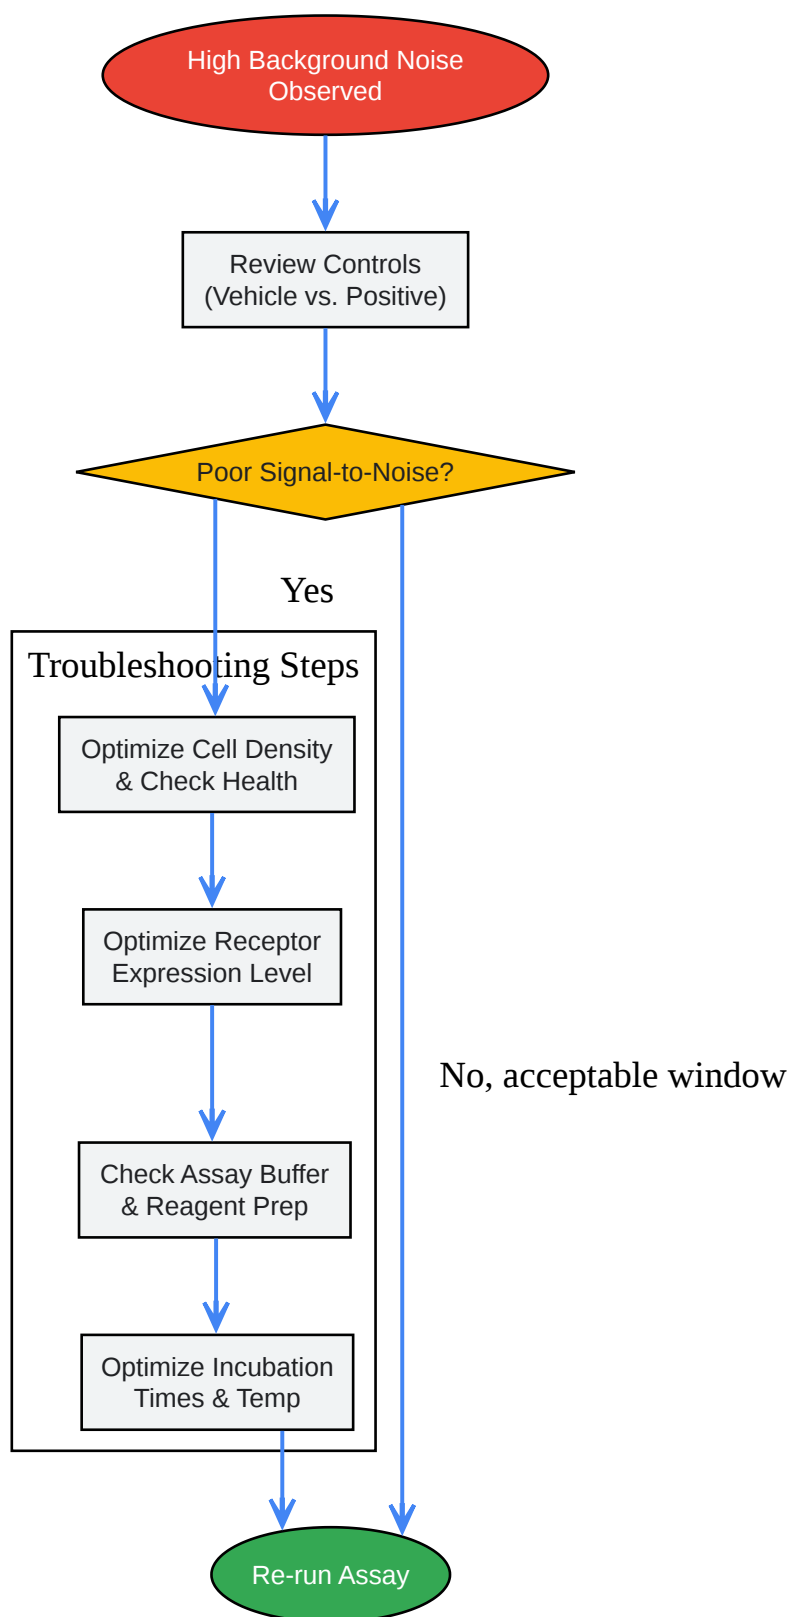 High Background Noise
Observed
Review Controls
(Vehicle vs. Positive)
Poor Signal-to-Noise?
Yes
Troubleshooting Steps
Optimize Cell Density
& Check Health
Optimize Receptor
Expression Level
No, acceptable window
Check Assay Buffer
& Reagent Prep
Optimize Incubation
Times & Temp
Re-run Assay